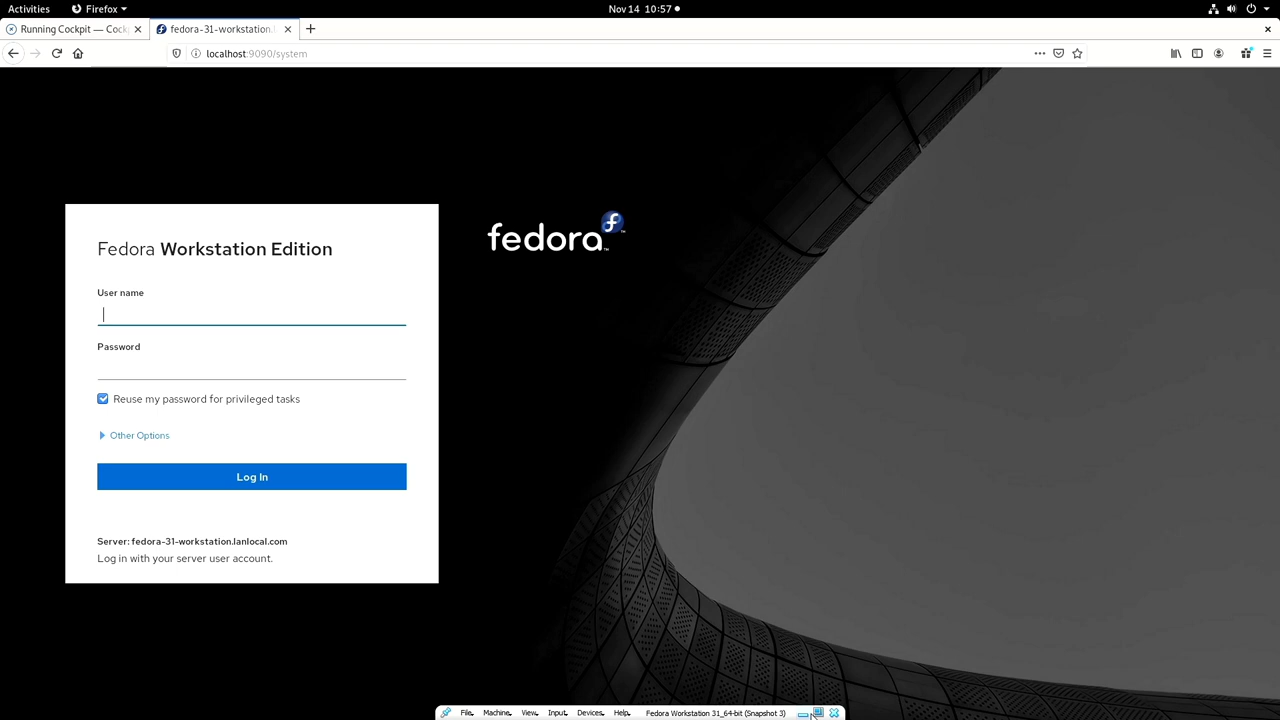 Activities Firefox Nov 14 10:57
Running Cockpit — Cock fedora-31-workstation.
localhost:9090/system
fedora™
Fedora Workstation Edition
User name
Password
Reuse my password for privileged tasks
Other Options
Log In
Server: fedora-31-workstation.lanlocal.com
Log in with your server user account.
File Machine View Input Devices Help Fedora Workstation 31_64-bit (Snapshot 3)